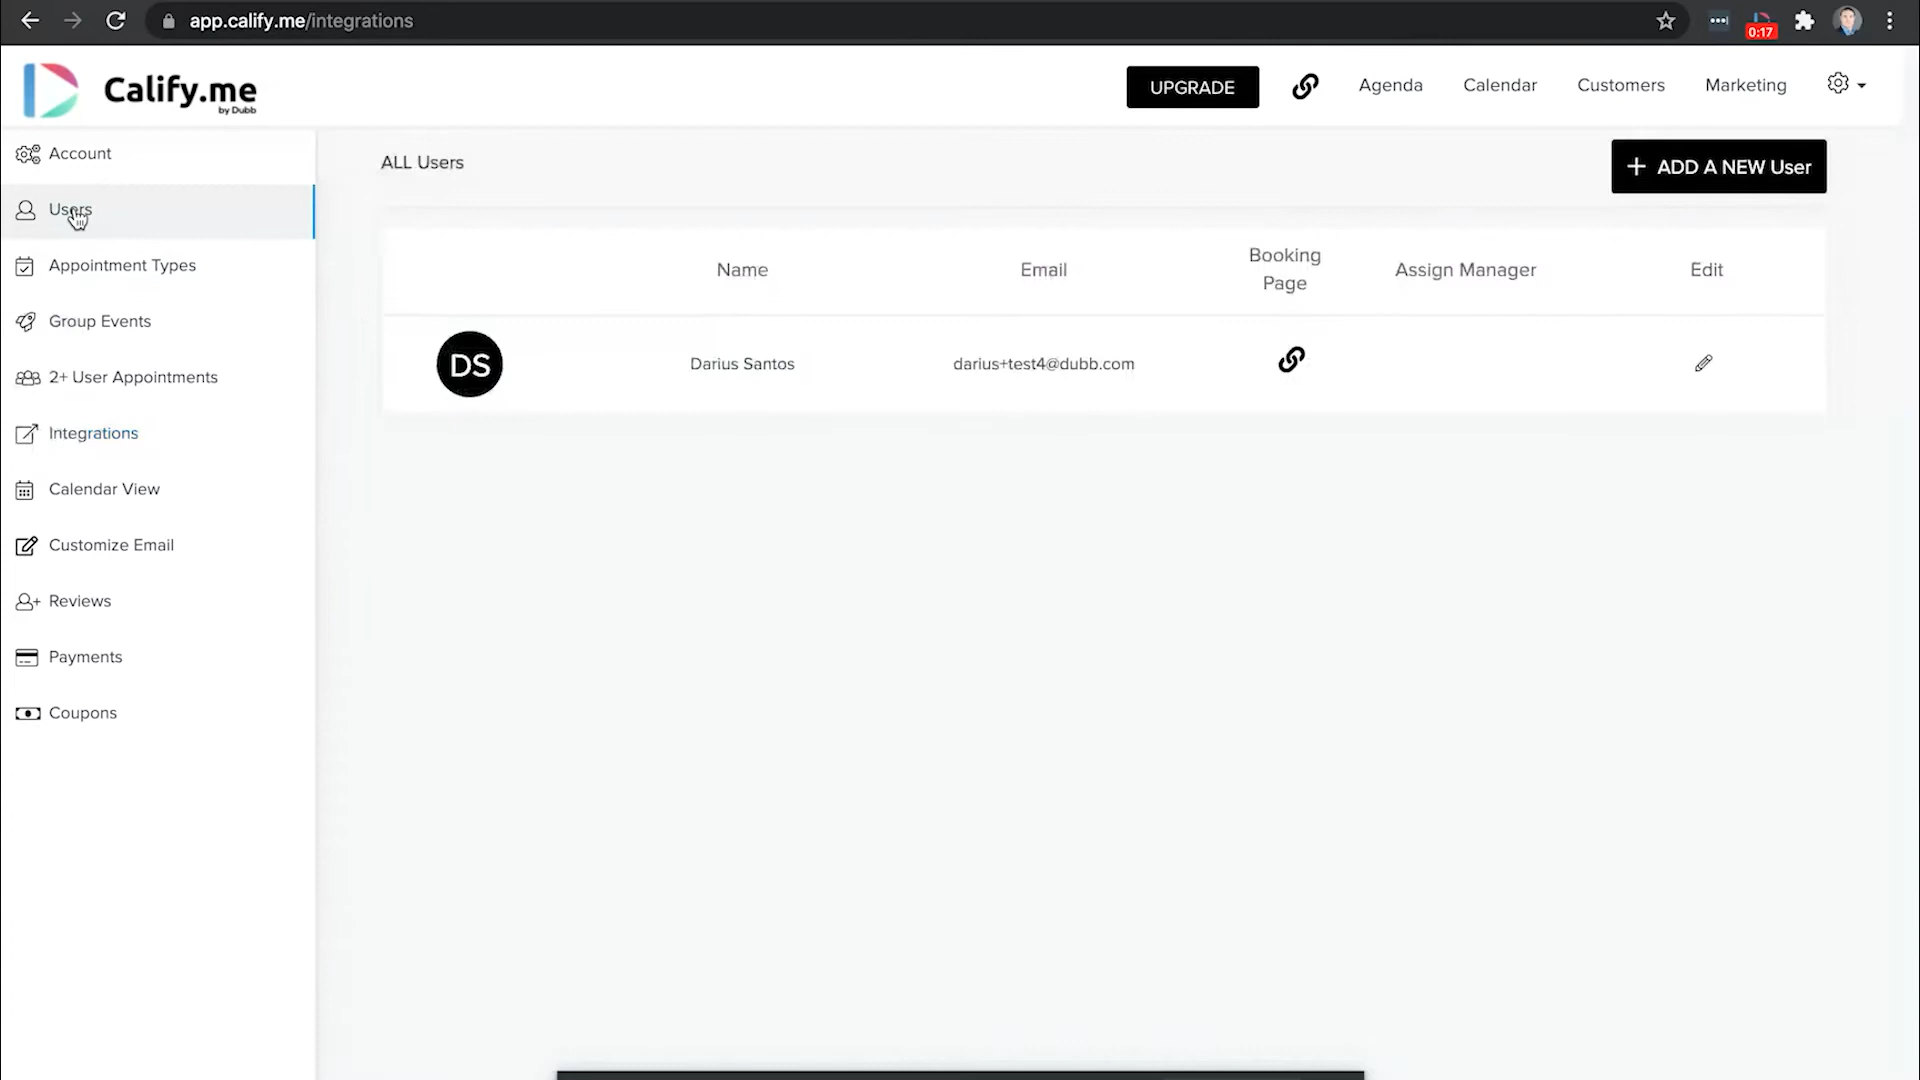 app.calify.me/integrations
0:17
Calify.me
by Dubb
UPGRADE
Agenda
Calendar
Customers
Marketing
Account
Users
Appointment Types
Group Events
2+ User Appointments
Integrations
Calendar View
Customize Email
Reviews
Payments
Coupons
ALL Users
+ ADD A NEW User
Name
Email
Booking
Page
Assign Manager
Edit
DS
Darius Santos
darius+test4@dubb.com